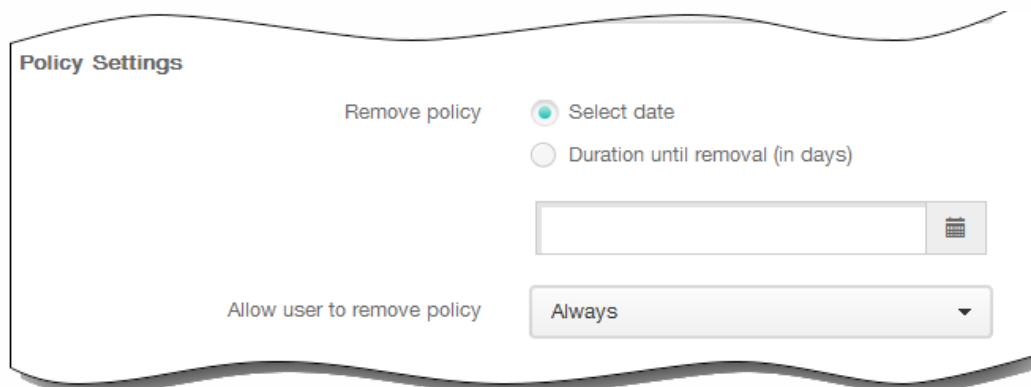 Policy Settings
Remove policy
Select date
Duration until removal (in days)
Allow user to remove policy
Always